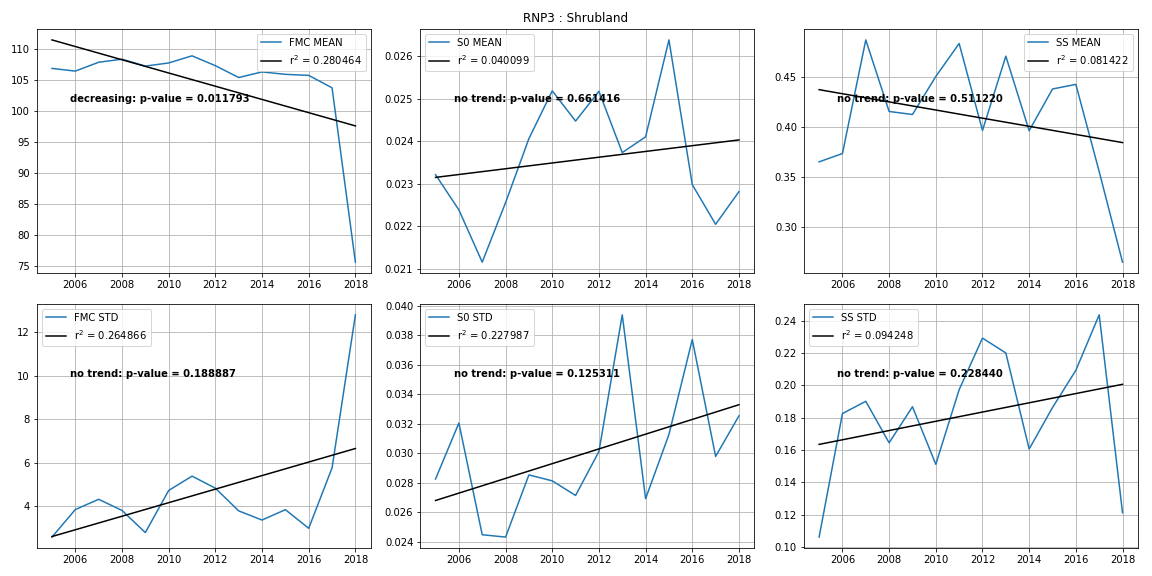 RNP3 : Shrubland
FMC MEAN
r² = 0.280464
decreasing: p-value = 0.011793
110
105
100
95
90
85
80
75
2006 2008 2010 2012 2014 2016 2018
S0 MEAN
r² = 0.040099
no trend: p-value = 0.661416
0.026
0.025
0.024
0.023
0.022
0.021
2006 2008 2010 2012 2014 2016 2018
SS MEAN
r² = 0.081422
no trend: p-value = 0.511220
0.45
0.40
0.35
0.30
2006 2008 2010 2012 2014 2016 2018
FMC STD
r² = 0.264866
no trend: p-value = 0.188887
12
10
8
6
4
2006 2008 2010 2012 2014 2016 2018
S0 STD
r² = 0.227987
no trend: p-value = 0.125311
0.040
0.038
0.036
0.034
0.032
0.030
0.028
0.026
0.024
2006 2008 2010 2012 2014 2016 2018
SS STD
r² = 0.094248
no trend: p-value = 0.228440
0.24
0.22
0.20
0.18
0.16
0.14
0.12
0.10
2006 2008 2010 2012 2014 2016 2018